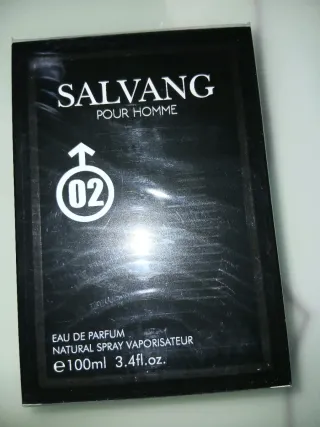 SALVANG
POUR HOMME
02
EAU DE PARFUM
NATURAL SPRAY VAPORISATEUR
℮100ml 3.4fl.oz.